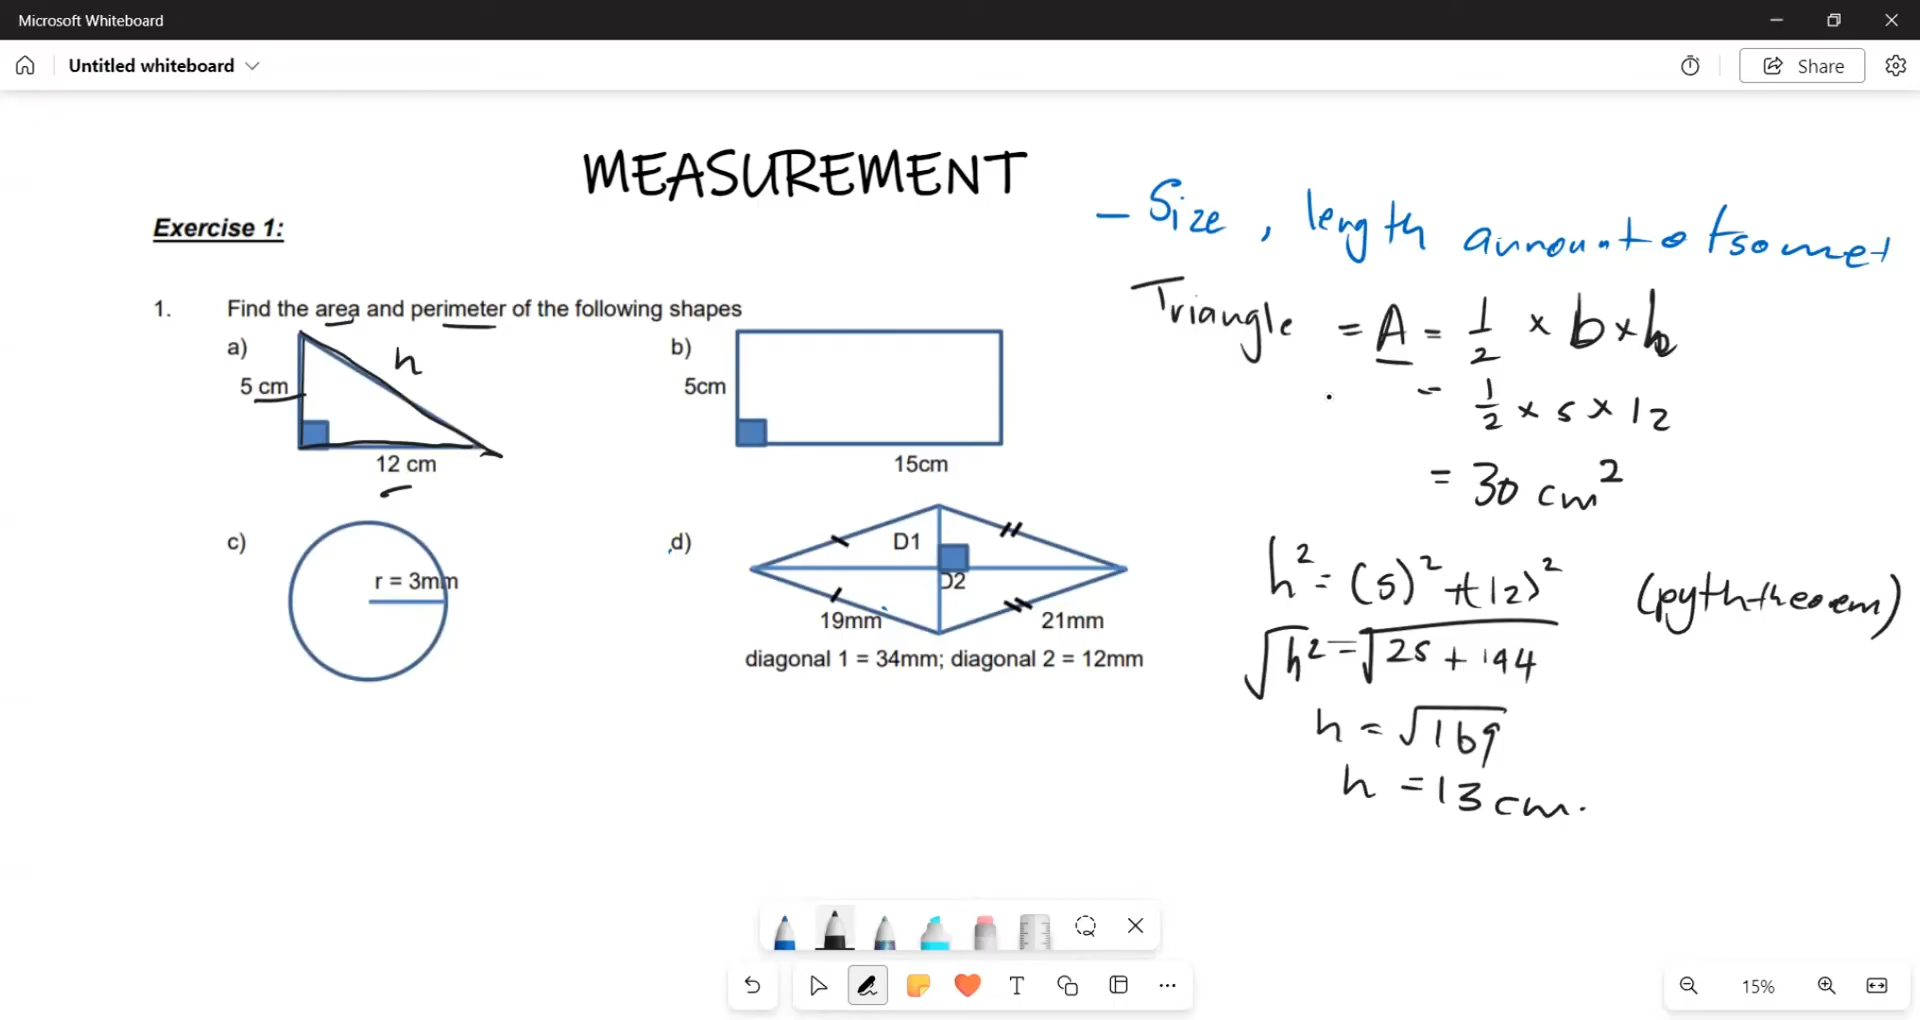 Microsoft Whiteboard
Untitled whiteboard
Share
MEASUREMENT
Exercise 1:
1. Find the area and perimeter of the following shapes
a)
5 cm
h
12 cm
b)
5cm
15cm
c)
r = 3mm
d)
D1
D2
19mm
21mm
diagonal 1 = 34mm; diagonal 2 = 12mm
- Size , length amount of somet
Triangle = A = 1/2 × b × h
= 1/2 × 5 × 12
= 30 cm²
h² = (5)² + (12)² (pyth theorem)
√h² = √25 + 144
h = √169
h = 13 cm.
15%